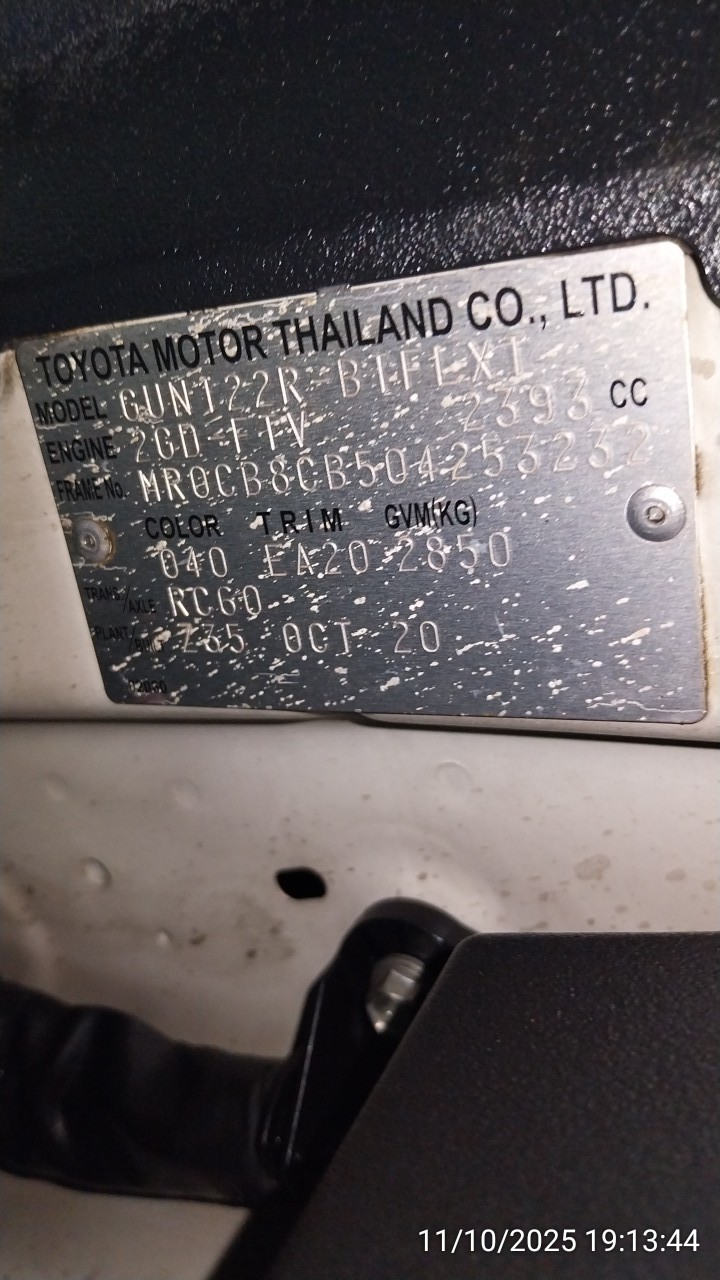 TOYOTA MOTOR THAILAND CO., LTD.
MODEL GUN122R-BTFLXT
ENGINE 2GD-FTV 2393 CC
FRAME No. MR0CB8CB504253232
COLOR TRIM GVM(KG)
040 EA20 2850
TRANS/AXLE RC60
PLANT/BUILT Z35 OCT 20
11/10/2025 19:13:44